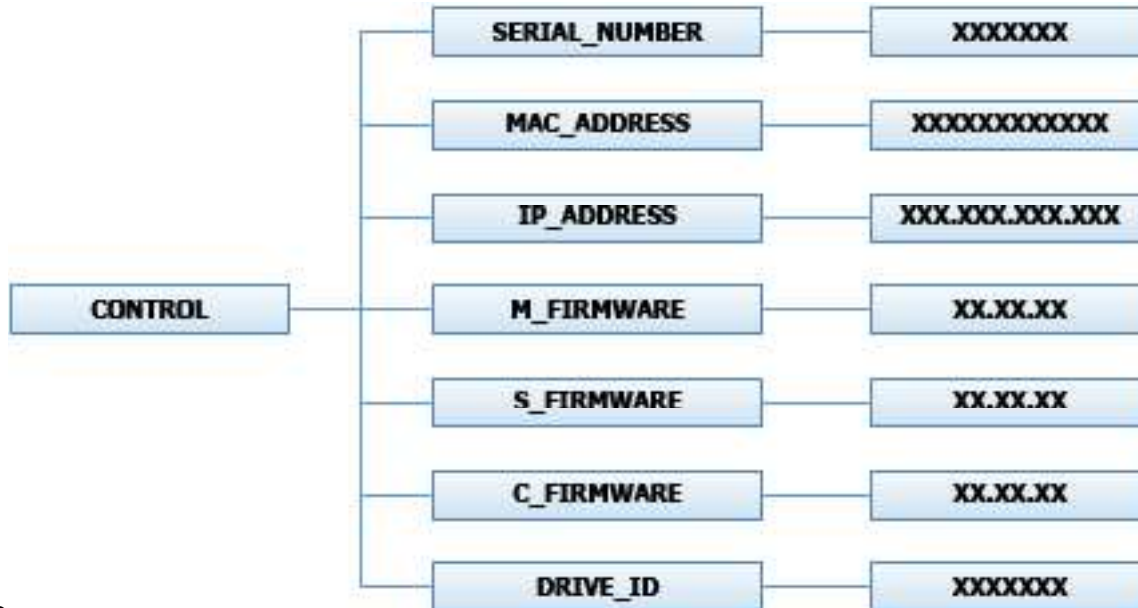 SERIAL_NUMBER XXXXXXX
MAC_ADDRESS XXXXXXXXXXXX
IP_ADDRESS XXX.XXX.XXX.XXX
CONTROL M_FIRMWARE XX.XX.XX
S_FIRMWARE XX.XX.XX
C_FIRMWARE XX.XX.XX
DRIVE_ID XXXXXXX